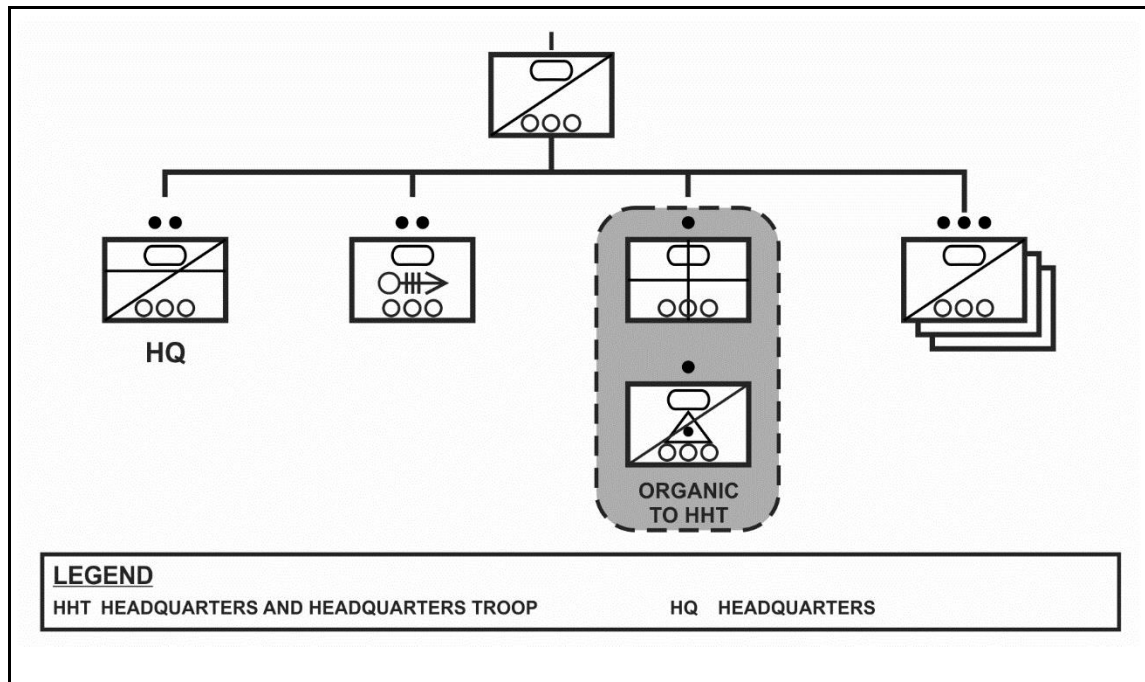 HQ
ORGANIC
TO HHT
LEGEND
HHT HEADQUARTERS AND HEADQUARTERS TROOP HQ HEADQUARTERS